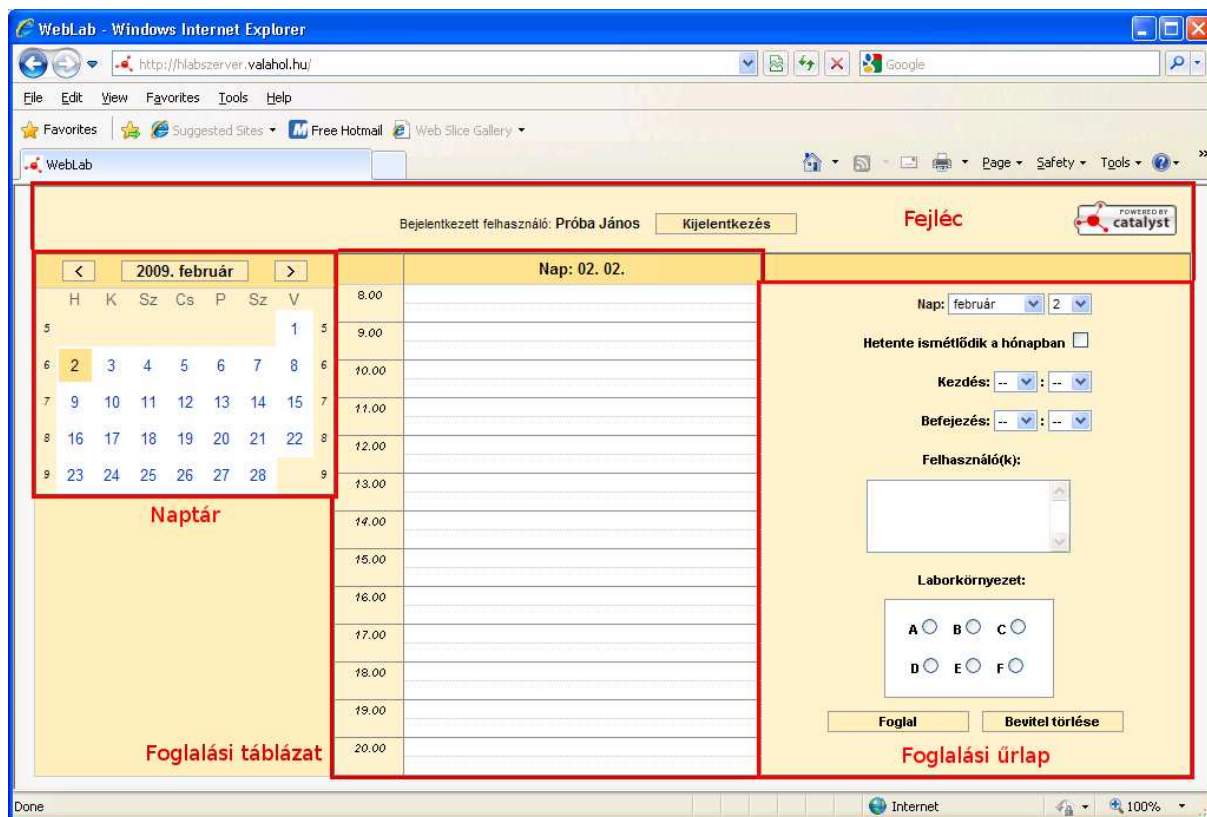 WebLab - Windows Internet Explorer
http://hlabszerver.valahol.hu/
Google
File Edit View Favorites Tools Help
Favorites Suggested Sites Free Hotmail Web Slice Gallery
WebLab
Page Safety Tools »
Bejelentkezett felhasználó: Próba János Kijelentkezés Fejléc POWERED BY catalyst
< 2009. február >
H K Sz Cs P Sz V
5 1 5
6 2 3 4 5 6 7 8 6
7 9 10 11 12 13 14 15 7
8 16 17 18 19 20 21 22 8
9 23 24 25 26 27 28 9
Naptár
Nap: 02. 02.
8.00
9.00
10.00
11.00
12.00
13.00
14.00
15.00
16.00
17.00
18.00
19.00
20.00
Foglalási táblázat
Nap: február 2
Hetente ismétlődik a hónapban
Kezdés: -- : --
Befejezés: -- : --
Felhasználó(k):
Laborkörnyezet:
A B C
D E F
Foglal Bevitel törlése
Foglalási űrlap
Done Internet 100%